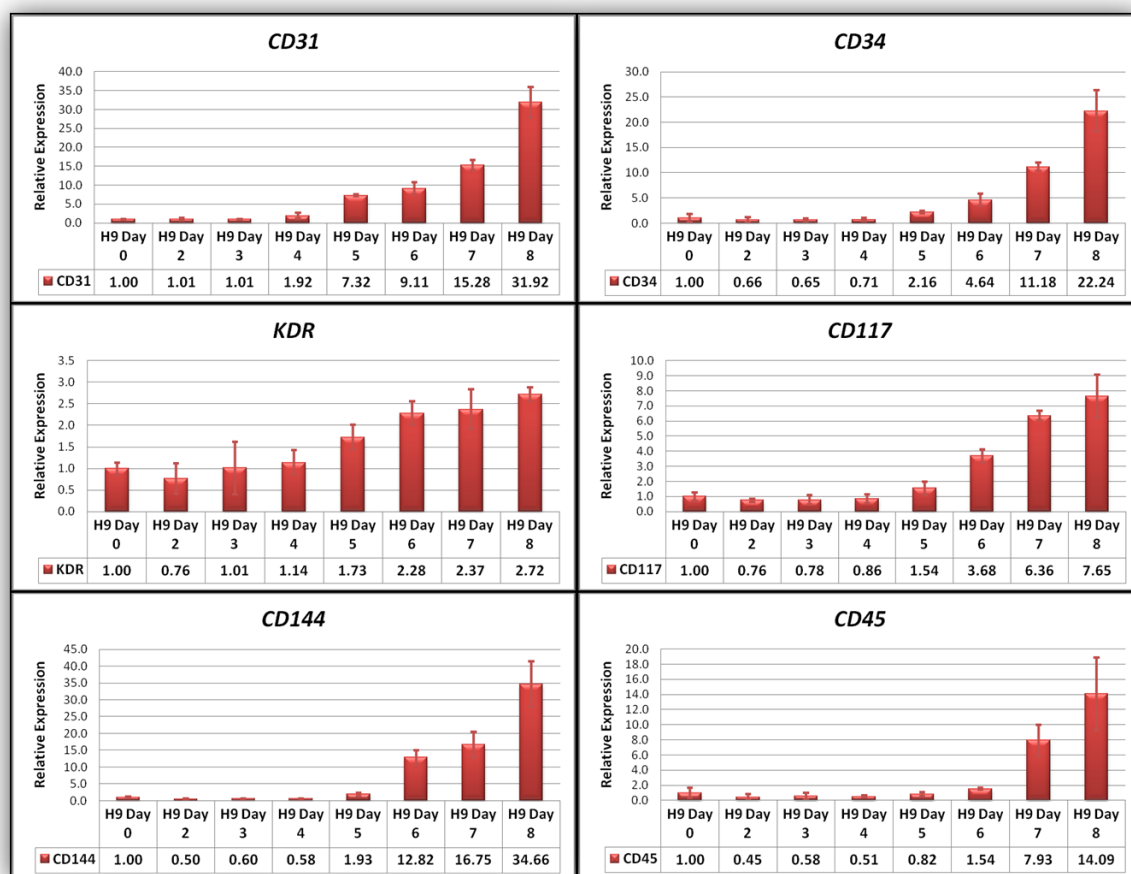 CD31
Relative Expression
40.0
35.0
30.0
25.0
20.0
15.0
10.0
5.0
0.0
H9 Day 0 H9 Day 2 H9 Day 3 H9 Day 4 H9 Day 5 H9 Day 6 H9 Day 7 H9 Day 8
CD31 1.00 1.01 1.01 1.92 7.32 9.11 15.28 31.92
CD34
Relative Expression
30.0
25.0
20.0
15.0
10.0
5.0
0.0
H9 Day 0 H9 Day 2 H9 Day 3 H9 Day 4 H9 Day 5 H9 Day 6 H9 Day 7 H9 Day 8
CD34 1.00 0.66 0.65 0.71 2.16 4.64 11.18 22.24
KDR
Relative Expression
3.5
3.0
2.5
2.0
1.5
1.0
0.5
0.0
H9 Day 0 H9 Day 2 H9 Day 3 H9 Day 4 H9 Day 5 H9 Day 6 H9 Day 7 H9 Day 8
KDR 1.00 0.76 1.01 1.14 1.73 2.28 2.37 2.72
CD117
Relative Expression
10.0
9.0
8.0
7.0
6.0
5.0
4.0
3.0
2.0
1.0
0.0
H9 Day 0 H9 Day 2 H9 Day 3 H9 Day 4 H9 Day 5 H9 Day 6 H9 Day 7 H9 Day 8
CD117 1.00 0.76 0.78 0.86 1.54 3.68 6.36 7.65
CD144
Relative Expression
45.0
40.0
35.0
30.0
25.0
20.0
15.0
10.0
5.0
0.0
H9 Day 0 H9 Day 2 H9 Day 3 H9 Day 4 H9 Day 5 H9 Day 6 H9 Day 7 H9 Day 8
CD144 1.00 0.50 0.60 0.58 1.93 12.82 16.75 34.66
CD45
Relative Expression
20.0
18.0
16.0
14.0
12.0
10.0
8.0
6.0
4.0
2.0
0.0
H9 Day 0 H9 Day 2 H9 Day 3 H9 Day 4 H9 Day 5 H9 Day 6 H9 Day 7 H9 Day 8
CD45 1.00 0.45 0.58 0.51 0.82 1.54 7.93 14.09